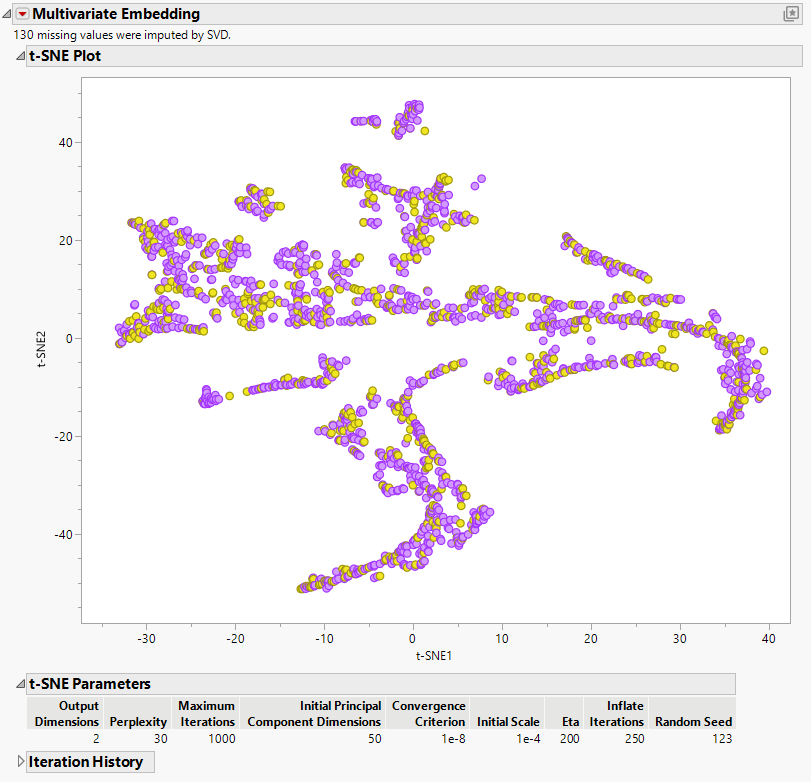 Multivariate Embedding
130 missing values were imputed by SVD.
t-SNE Plot
40
20
0
-20
-40
t-SNE2
-30 -20 -10 0 10 20 30 40
t-SNE1
t-SNE Parameters
Output Maximum Initial Principal Convergence Inflate
Dimensions Perplexity Iterations Component Dimensions Criterion Initial Scale Eta Iterations Random Seed
2 30 1000 50 1e-8 1e-4 200 250 123
Iteration History